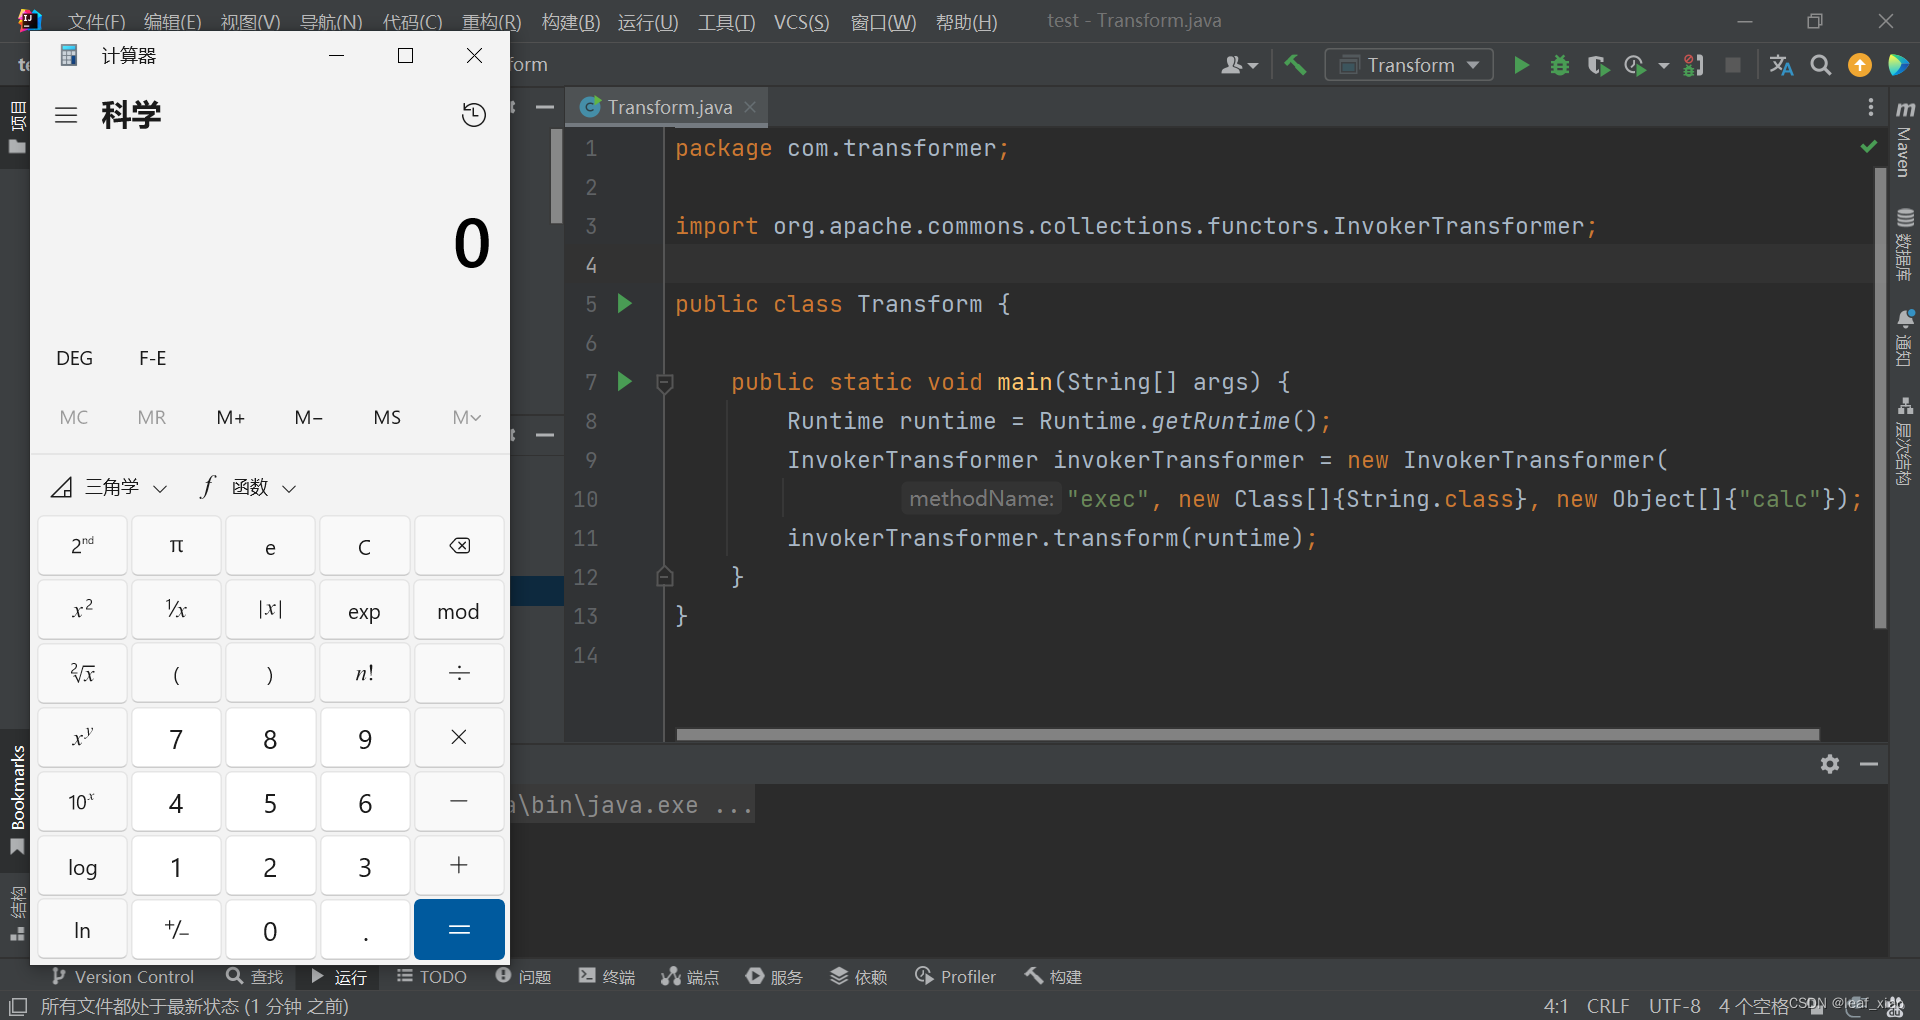 文件(F) 编辑(E) 视图(V) 导航(N) 代码(C) 重构(R) 构建(B) 运行(U) 工具(T) VCS(S) 窗口(W) 帮助(H) test - Transform.java
te
form
Transform
计算器
科学
0
DEG F-E
MC MR M+ M− MS M
三角学 f 函数
2nd π e C
x2 1/x |x| exp mod
2√x ( ) n! ÷
xy 7 8 9 ×
10x 4 5 6 −
log 1 2 3 +
ln +/− 0 . =
Transform.java
1 package com.transformer;
2
3 import org.apache.commons.collections.functors.InvokerTransformer;
4
5 public class Transform {
6
7 public static void main(String[] args) {
8 Runtime runtime = Runtime.getRuntime();
9 InvokerTransformer invokerTransformer = new InvokerTransformer(
10 methodName: "exec", new Class[]{String.class}, new Object[]{"calc"});
11 invokerTransformer.transform(runtime);
12 }
13 }
14
a\bin\java.exe ...
项目
Bookmarks
结构
m
Maven
数据库
通知
层次结构
Version Control 查找 运行 TODO 问题 终端 端点 服务 依赖 Profiler 构建
所有文件都处于最新状态 (1 分钟 之前)
4:1 CRLF UTF-8 4 个空格
CSDN @leaf_xiao